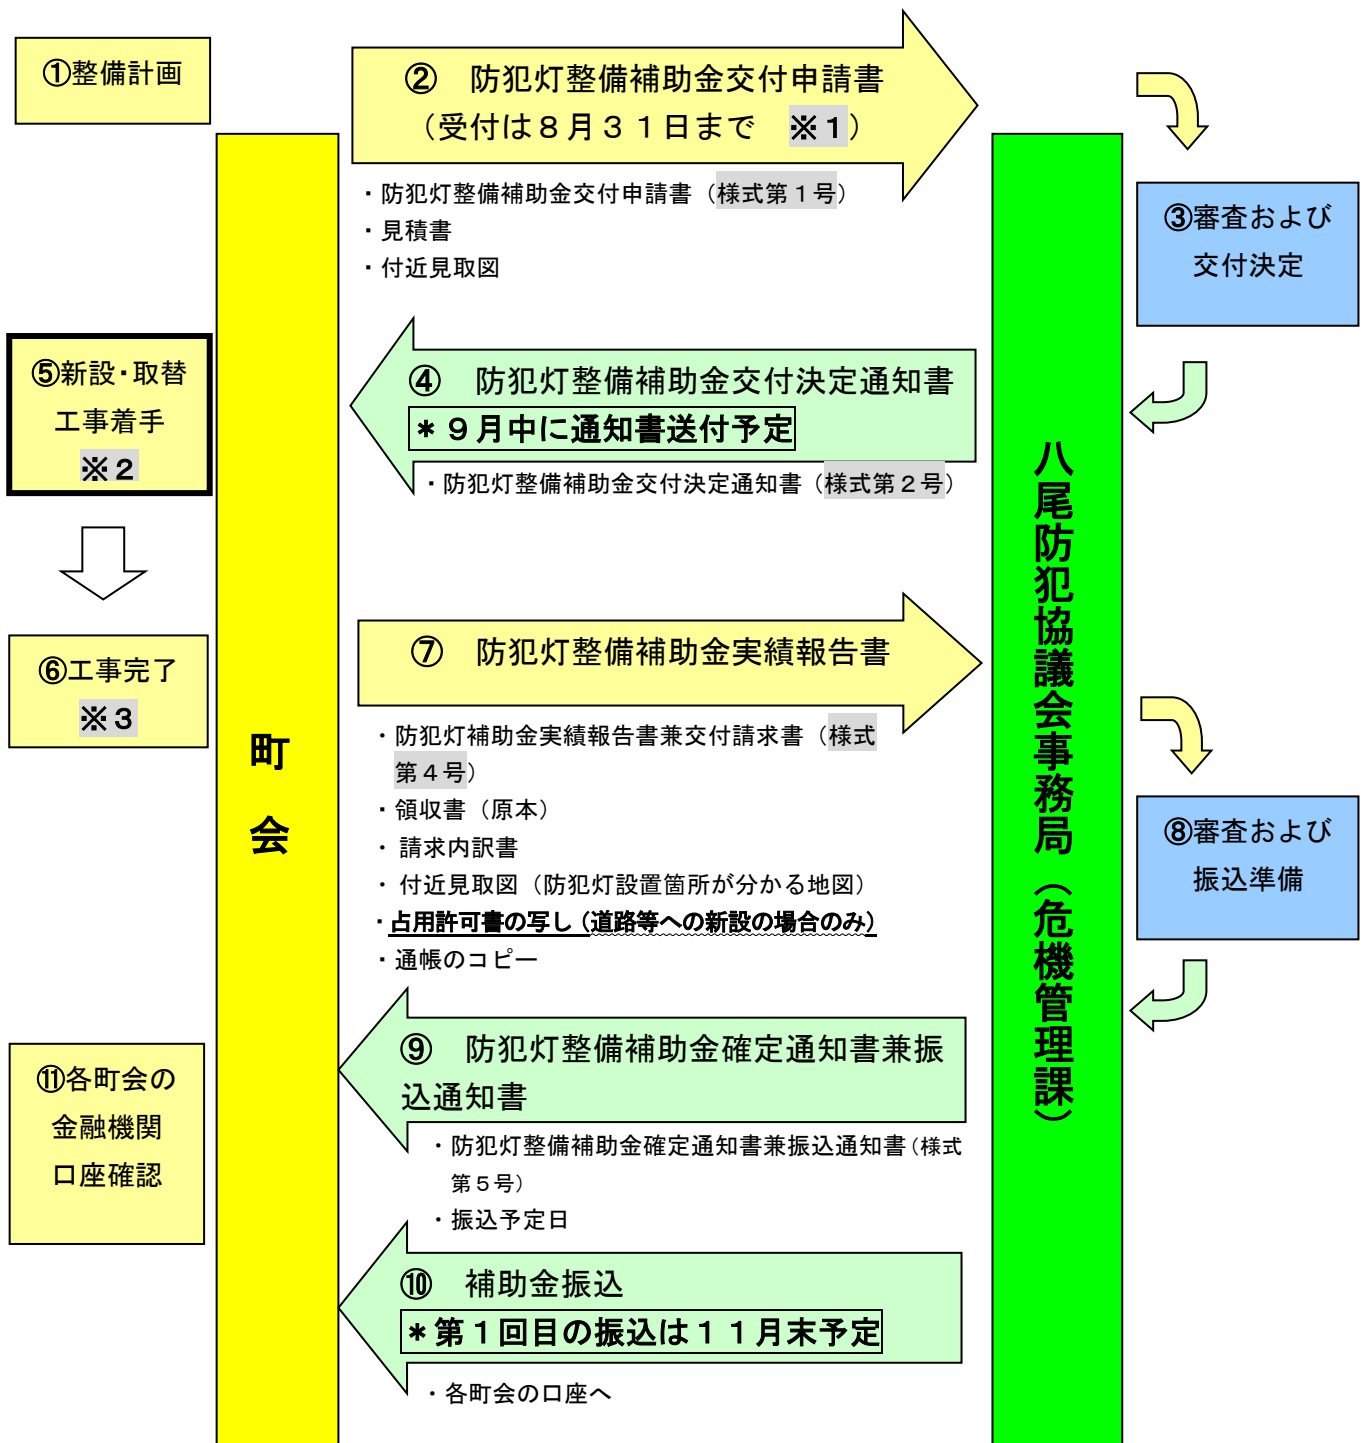 ①整備計画
② 防犯灯整備補助金交付申請書
（受付は８月３１日まで ※１）
・防犯灯整備補助金交付申請書（様式第１号）
・見積書
・付近見取図
③審査および
交付決定
④ 防犯灯整備補助金交付決定通知書
＊９月中に通知書送付予定
・防犯灯整備補助金交付決定通知書（様式第２号）
⑤新設・取替
工事着手
※２
⑥工事完了
※３
⑦ 防犯灯整備補助金実績報告書
・防犯灯補助金実績報告書兼交付請求書（様式
第４号）
・領収書（原本）
・請求内訳書
・付近見取図（防犯灯設置箇所が分かる地図）
・占用許可書の写し（道路等への新設の場合のみ）
・通帳のコピー
⑧審査および
振込準備
⑨ 防犯灯整備補助金確定通知書兼振
込通知書
・防犯灯整備補助金確定通知書兼振込通知書（様式
第５号）
・振込予定日
⑩ 補助金振込
＊第１回目の振込は１１月末予定
・各町会の口座へ
⑪各町会の
金融機関
口座確認
町会
八尾防犯協議会事務局（危機管理課）